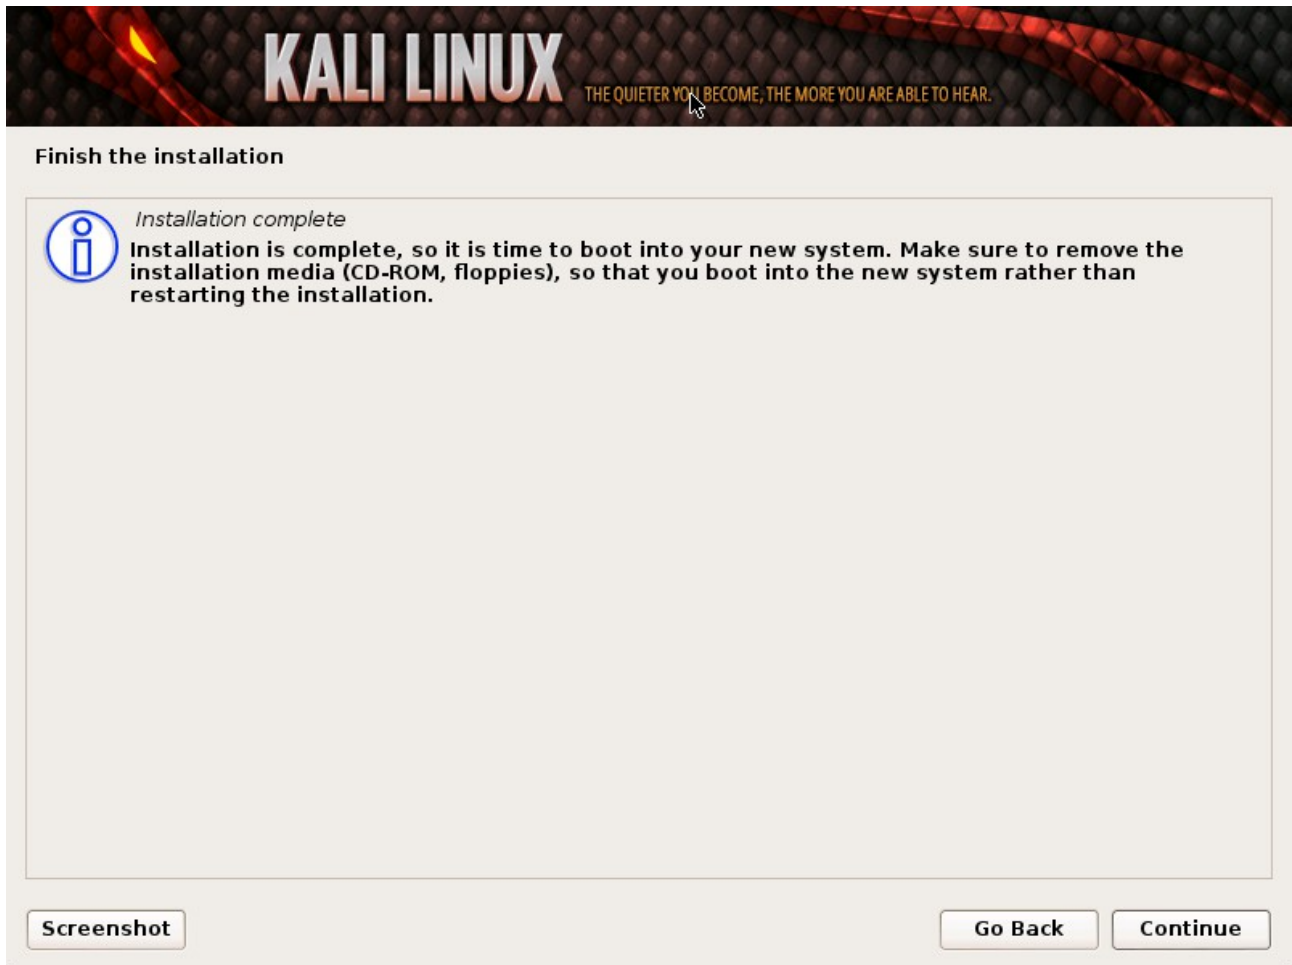 KALI LINUX
THE QUIETER YOU BECOME, THE MORE YOU ARE ABLE TO HEAR.
Finish the installation
Installation complete
Installation is complete, so it is time to boot into your new system. Make sure to remove the
installation media (CD-ROM, floppies), so that you boot into the new system rather than
restarting the installation.
Screenshot
Go Back
Continue